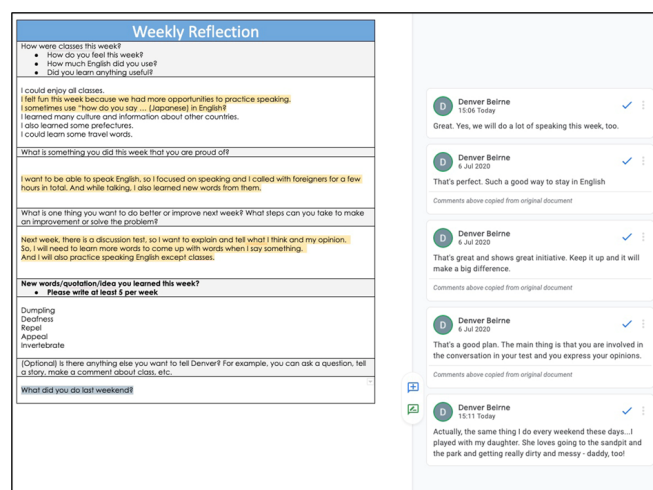 Weekly Reflection
How were classes this week?
● How do you feel this week?
● How much English did you use?
● Did you learn anything useful?
I could enjoy all classes.
I felt fun this week because we had more opportunities to practice speaking.
I sometimes use "how do you say … (Japanese) in English?
I learned many culture and information about other countries.
I also learned some prefectures.
I could learn some travel words.
What is something you did this week that you are proud of?
I want to be able to speak English, so I focused on speaking and I called with foreigners for a few
hours in total. And while talking, I also learned new words from them.
What is one thing you want to do better or improve next week? What steps can you take to make
an improvement or solve the problem?
Next week, there is a discussion test, so I want to explain and tell what I think and my opinion.
So, I will need to learn more words to come up with words when I say something.
And I will also practice speaking English except classes.
New words/quotation/idea you learned this week?
● Please write at least 5 per week
Dumpling
Deafness
Repel
Appeal
Invertebrate
(Optional) Is there anything else you want to tell Denver? For example, you can ask a question, tell
a story, make a comment about class, etc.
What did you do last weekend?
D
Denver Beirne
15:06 Today
Great. Yes, we will do a lot of speaking this week, too.
D
Denver Beirne
6 Jul 2020
That's perfect. Such a good way to stay in English
Comments above copied from original document
D
Denver Beirne
6 Jul 2020
That's great and shows great initiative. Keep it up and it will
make a big difference.
Comments above copied from original document
D
Denver Beirne
6 Jul 2020
That's a good plan. The main thing is that you are involved in
the conversation in your test and you express your opinions.
Comments above copied from original document
D
Denver Beirne
15:11 Today
Actually, the same thing I do every weekend these days...I
played with my daughter. She loves going to the sandpit and
the park and getting really dirty and messy - daddy, too!